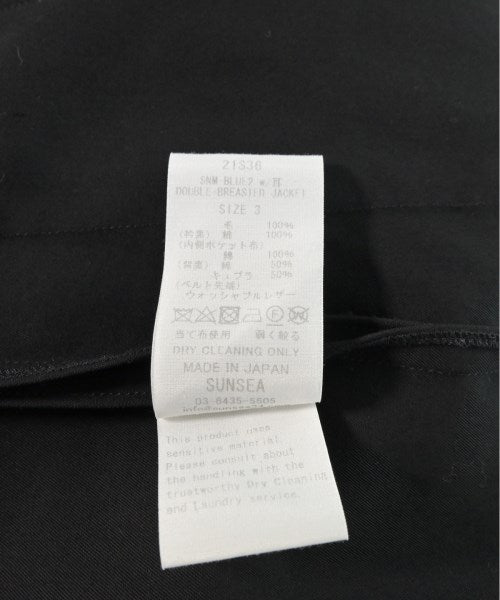 21S36
SNM-BLUE2 w/耳
DOUBLE-BREASTED JACKET
SIZE 3
毛 100%
(衿裏) 綿 100%
(内側ポケット布)
綿 100%
(背裏) 綿 50%
キュプラ 50%
(ベルト先端)
ウォッシャブルレザー
当て布使用 弱く絞る
DRY CLEANING ONLY
MADE IN JAPAN
SUNSEA
03-6435-5505
This product uses
sensitive material.
Please consult about
the handling with the
trustworthy Dry Cleaning
and Laundry service.